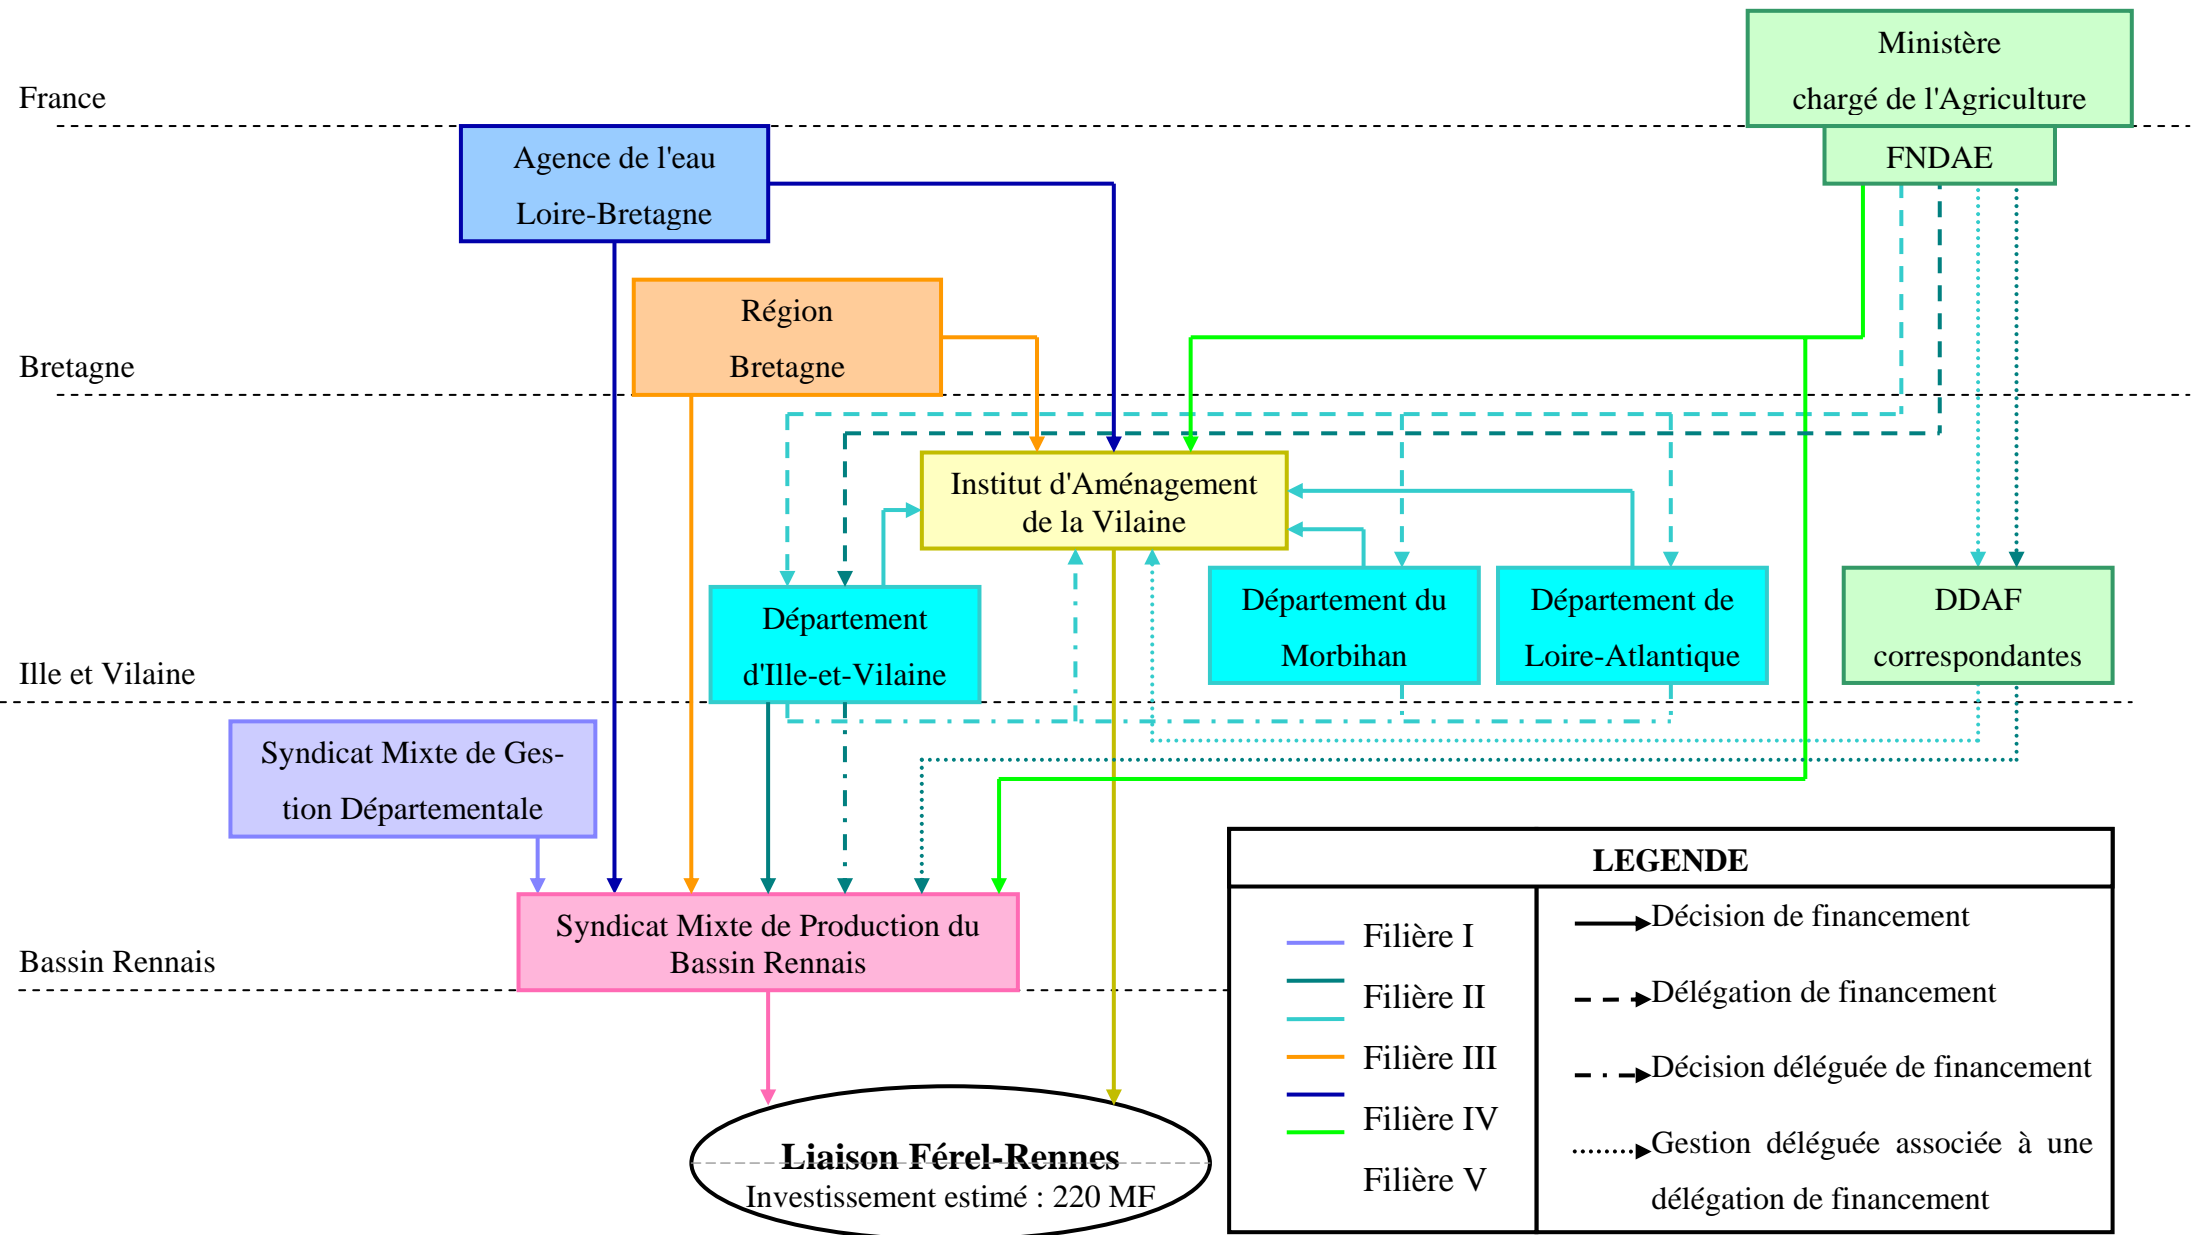 Ministère
chargé de l'Agriculture
France
FNDAE
Agence de l'eau
Loire-Bretagne
Région
Bretagne
Bretagne
Institut d'Aménagement
de la Vilaine
Département
d'Ille-et-Vilaine
Département du
Morbihan
Département de
Loire-Atlantique
DDAF
correspondantes
Ille et Vilaine
Syndicat Mixte de Ges-
tion Départementale
Syndicat Mixte de Production du
Bassin Rennais
Bassin Rennais
Liaison Férel-Rennes
Investissement estimé : 220 MF
LEGENDE
Filière I
Filière II
Filière III
Filière IV
Filière V
Décision de financement
Délégation de financement
Décision déléguée de financement
Gestion déléguée associée à une
délégation de financement